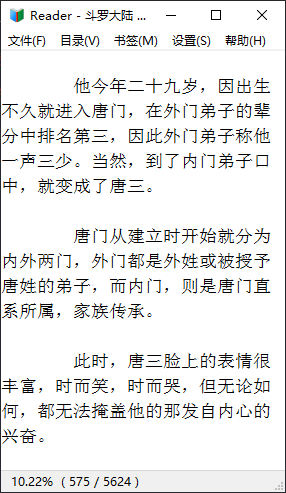 Reader - 斗罗大陆 ...
文件(F) 目录(V) 书签(M) 设置(S) 帮助(H)
他今年二十九岁，因出生
不久就进入唐门，在外门弟子的辈
分中排名第三，因此外门弟子称他
一声三少。当然，到了内门弟子口
中，就变成了唐三。
唐门从建立时开始就分为
内外两门，外门都是外姓或被授予
唐姓的弟子，而内门，则是唐门直
系所属，家族传承。
此时，唐三脸上的表情很
丰富，时而笑，时而哭，但无论如
何，都无法掩盖他的那发自内心的
兴奋。
10.22% （ 575 / 5624 ）